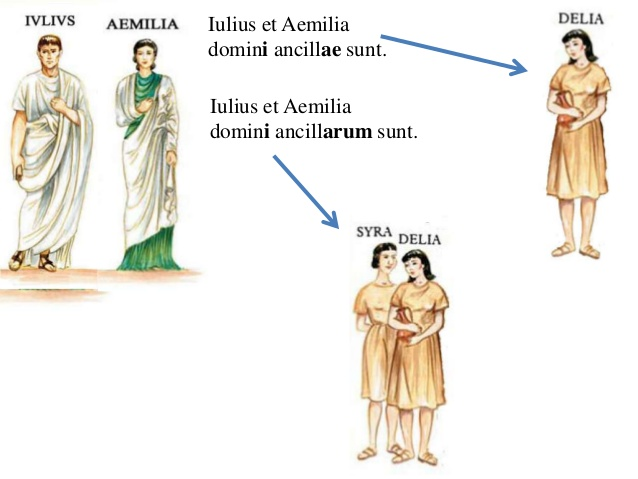 IVLIVS
AEMILIA
Iulius et Aemilia
domini ancillae sunt.
DELIA
Iulius et Aemilia
domini ancillarum sunt.
SYRA
DELIA